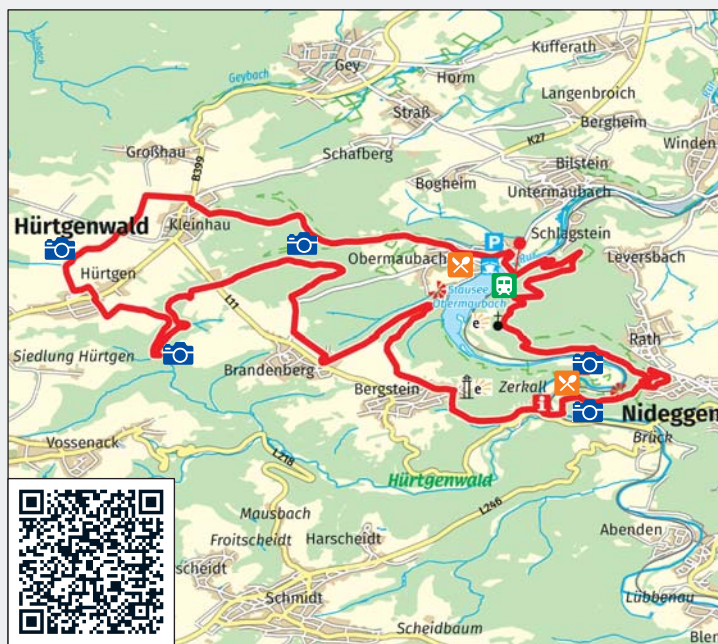 Kufferath
Gey
Horm
Geybach
Langenbroich
Straß
Bergheim
Winden
Großhau
B399
Schafberg
K27
Bilstein
Bogheim
Untermaubach
Hürtgenwald
Kleinhau
P
Schlagstein
Rur
Obermaubach
Leversbach
Hürtgen
Stausee
Obermaubach
L11
e
Rath
Siedlung Hürtgen
Brandenberg
Zerkall
Bergstein
e
Nideggen
Brück
Vossenack
L218
Hürtgenwald
L246
Mausbach
Froitscheidt
Harscheidt
Abenden
scheidt
Schmidt
Lübbenau
Scheidbaum
Blen